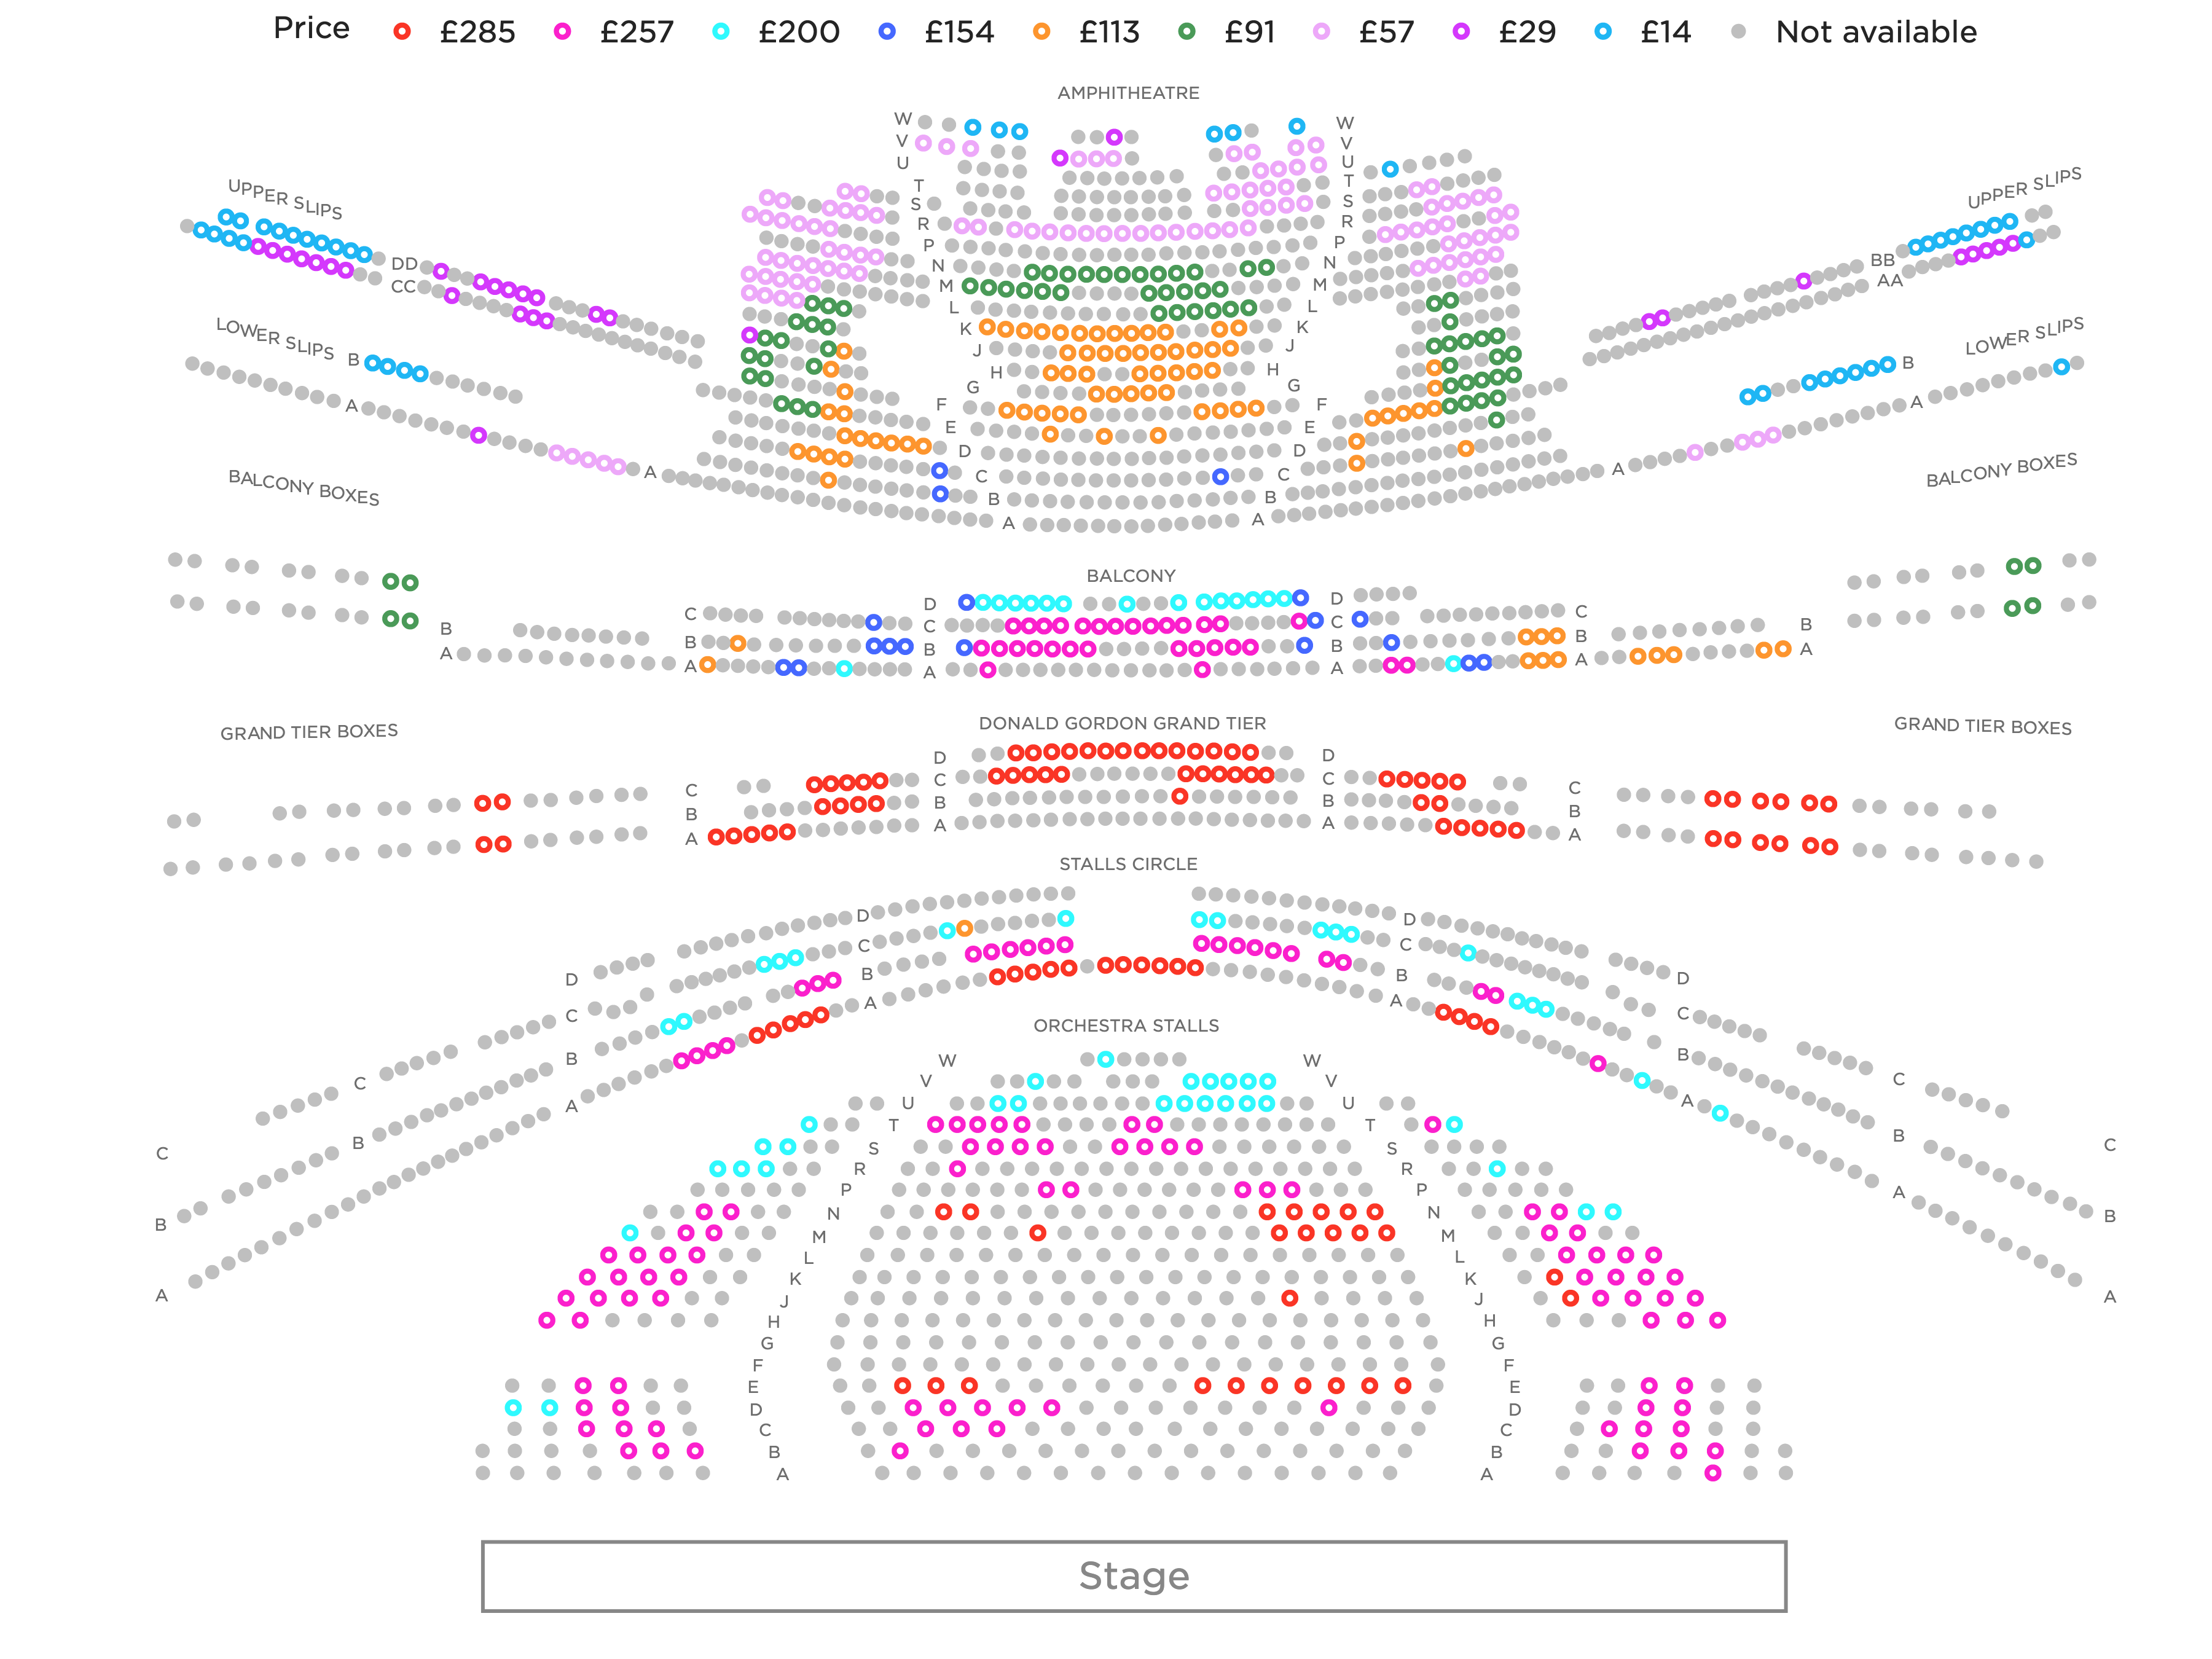 Price £285 £257 £200 £154 £113 £91 £57 £29 £14 Not available
AMPHITHEATRE
W W
V V
U U
T T
S S
R R
P P
N N
M M
L L
K K
J J
H H
G G
F F
E E
D D
C C
B B
A A
UPPER SLIPS UPPER SLIPS
DD BB
CC AA
LOWER SLIPS B B LOWER SLIPS
A A
A A
BALCONY BOXES BALCONY BOXES
BALCONY
C D D C
B B C C B B
A A B B A A
A A
GRAND TIER BOXES DONALD GORDON GRAND TIER GRAND TIER BOXES
D D
C C C C
B B B B
A A A A
STALLS CIRCLE
D D
C C
B B
A A
D D
C C
B B
A A
C C
B B
A A
C C
B B
A A
ORCHESTRA STALLS
W W
V V
U U
T T
S S
R R
P P
N N
M M
L L
K K
J J
H H
G G
F F
E E
D D
C C
B B
A A
Stage